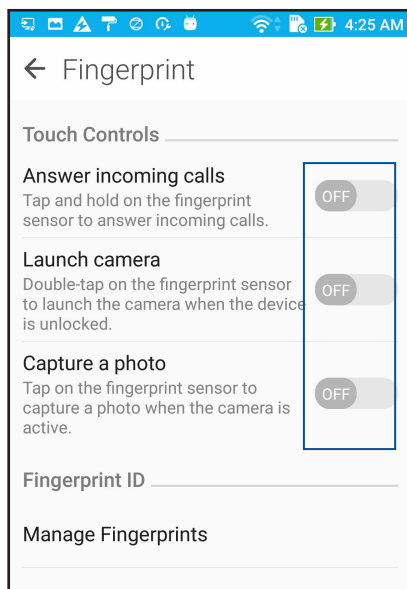 4:25 AM
Fingerprint
Touch Controls
Answer incoming calls
OFF
Tap and hold on the fingerprint
sensor to answer incoming calls.
Launch camera
Double-tap on the fingerprint sensor
OFF
to launch the camera when the device
is unlocked.
Capture a photo
Tap on the fingerprint sensor to
OFF
capture a photo when the camera is
active.
Fingerprint ID
Manage Fingerprints